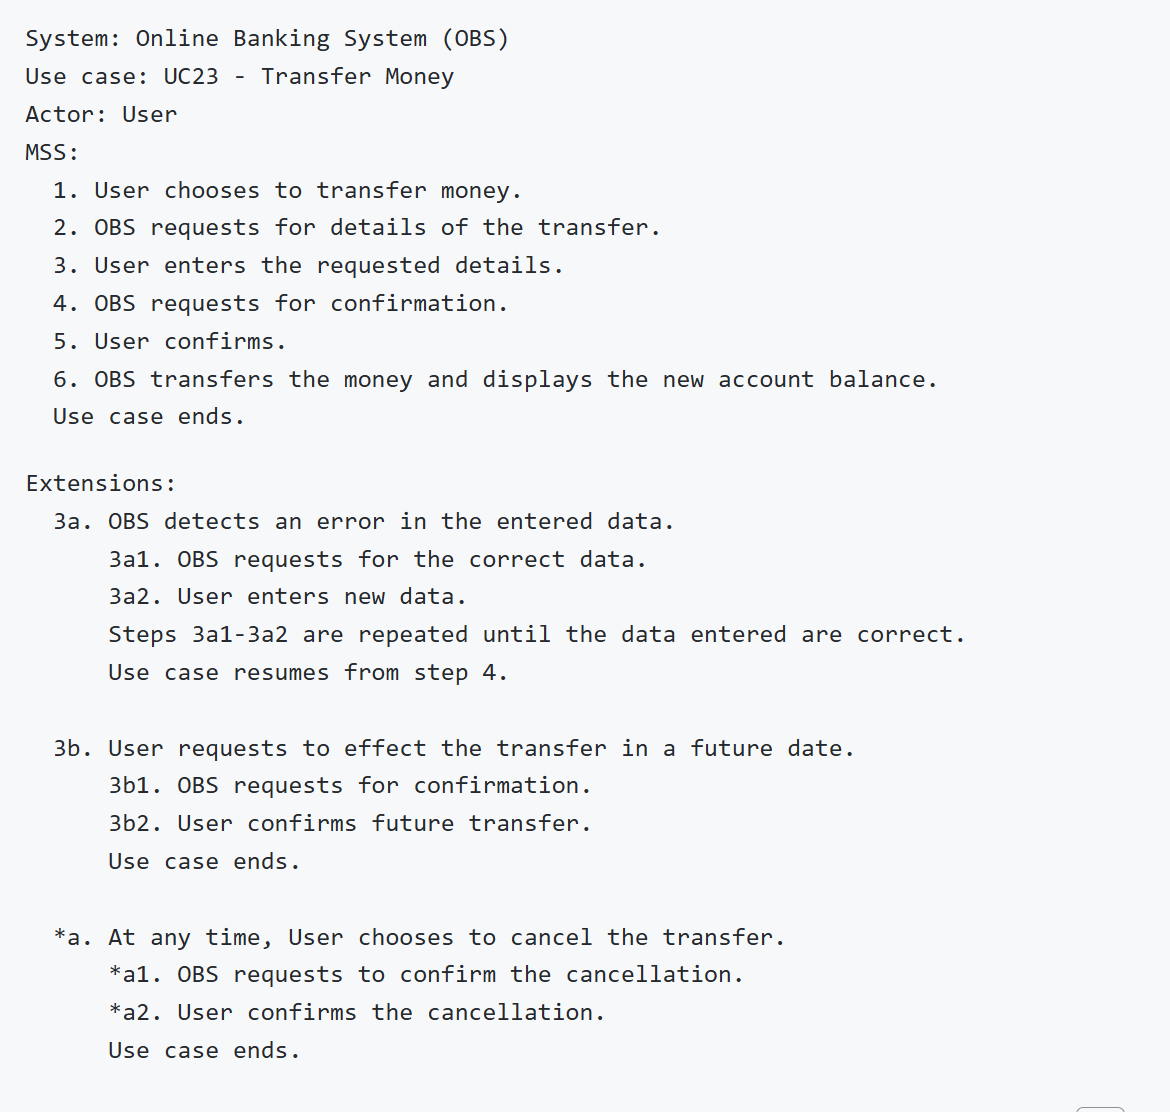 System: Online Banking System (OBS)
Use case: UC23 - Transfer Money
Actor: User
MSS:
1. User chooses to transfer money.
2. OBS requests for details of the transfer.
3. User enters the requested details.
4. OBS requests for confirmation.
5. User confirms.
6. OBS transfers the money and displays the new account balance.
Use case ends.
Extensions:
3a. OBS detects an error in the entered data.
3a1. OBS requests for the correct data.
3a2. User enters new data.
Steps 3a1-3a2 are repeated until the data entered are correct.
Use case resumes from step 4.
3b. User requests to effect the transfer in a future date.
3b1. OBS requests for confirmation.
3b2. User confirms future transfer.
Use case ends.
*a. At any time, User chooses to cancel the transfer.
*a1. OBS requests to confirm the cancellation.
*a2. User confirms the cancellation.
Use case ends.